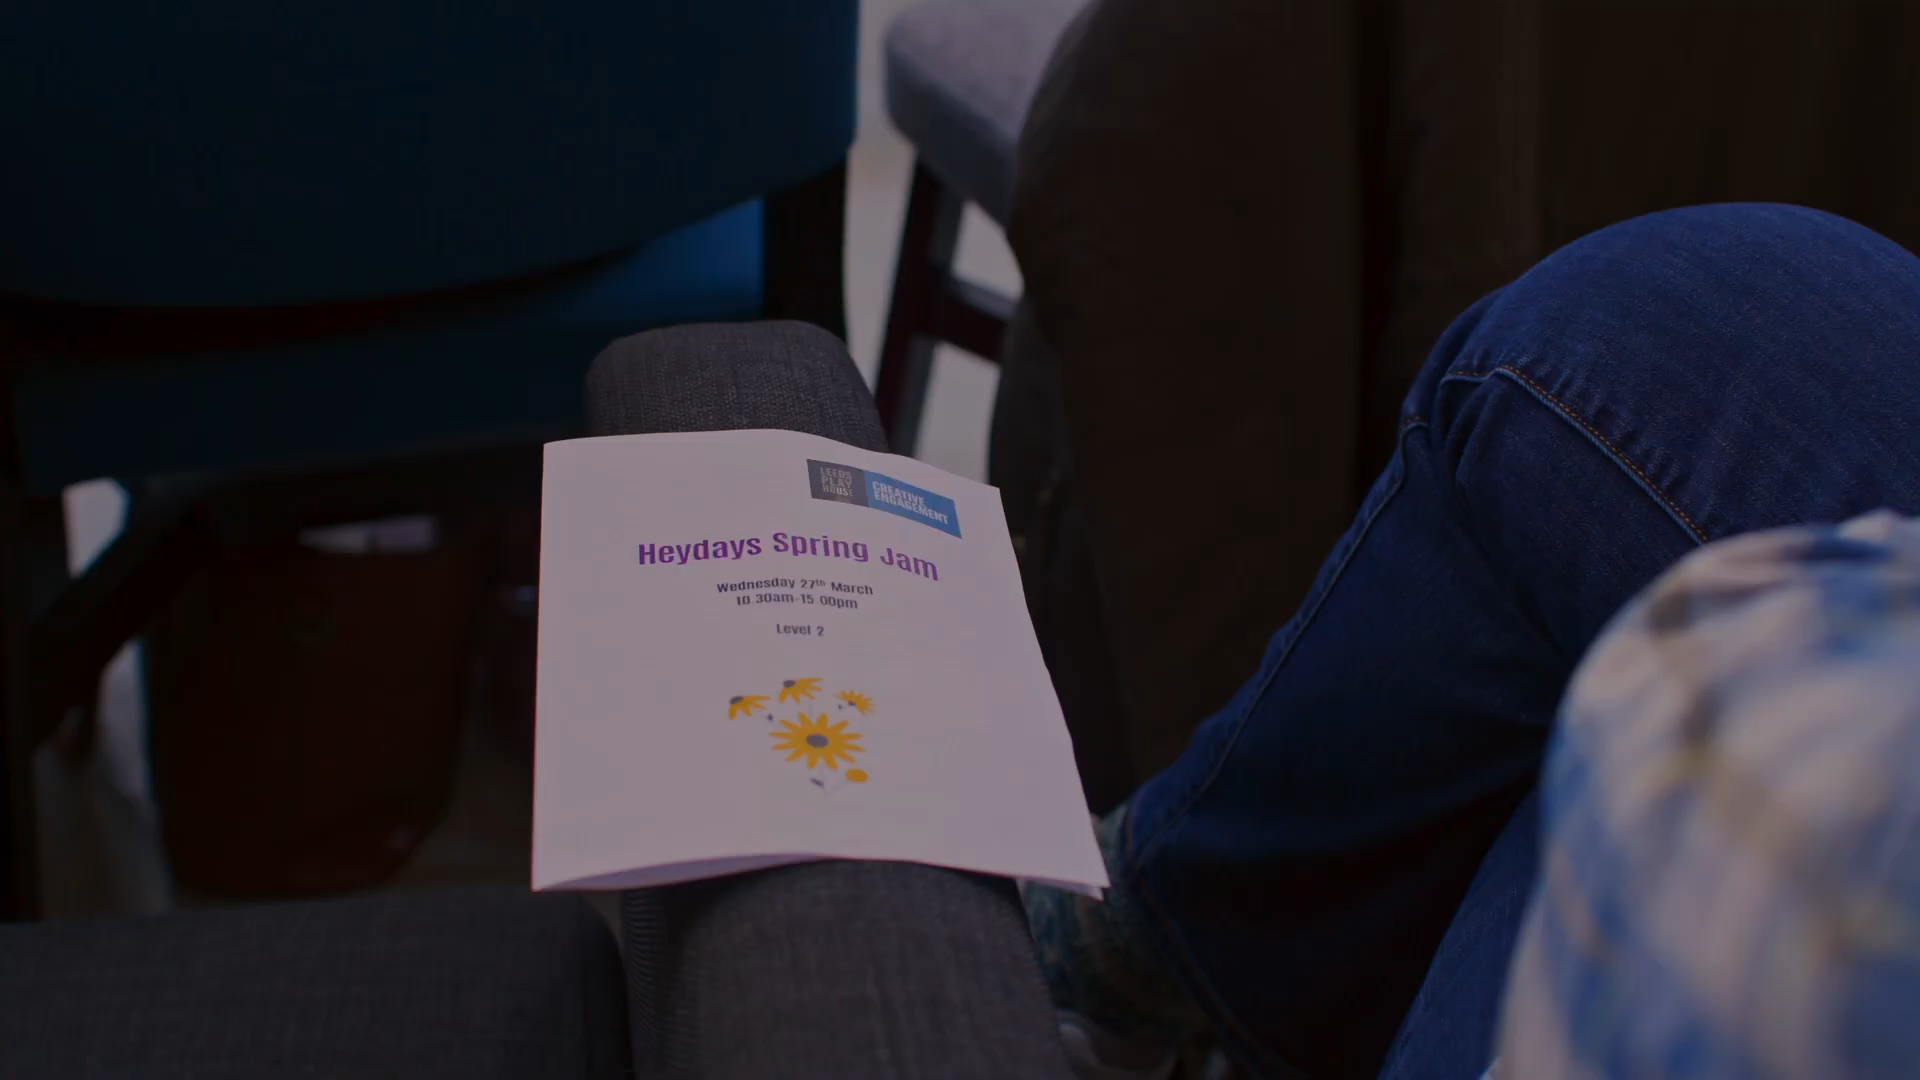 LEEDS
PLAY
HOUSE
CREATIVE
ENGAGEMENT
Heydays Spring Jam
Wednesday 27th March
10.30am-15.00pm
Level 2